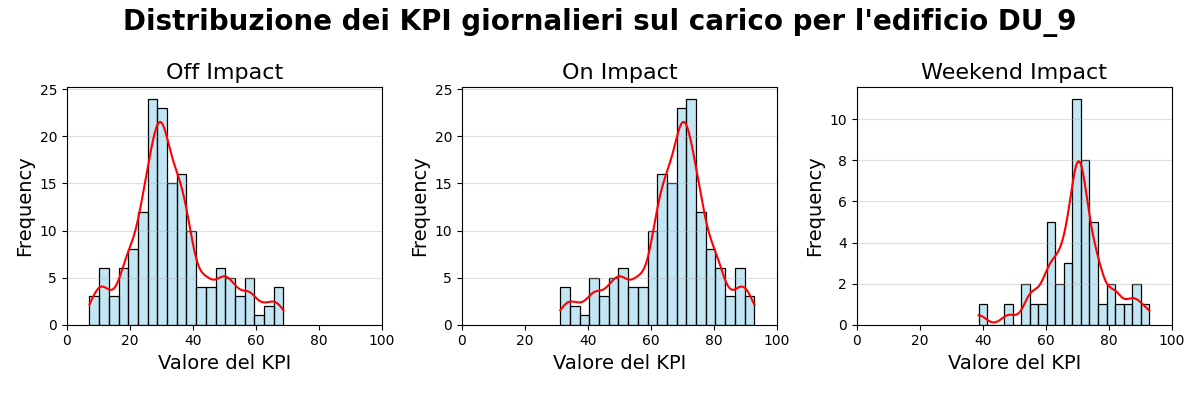 Distribuzione dei KPI giornalieri sul carico per l'edificio DU_9
Off Impact
On Impact
Weekend Impact
Frequency
25
20
15
10
5
0
0 20 40 60 80 100
Valore del KPI
Frequency
25
20
15
10
5
0
0 20 40 60 80 100
Valore del KPI
Frequency
10
8
6
4
2
0
0 20 40 60 80 100
Valore del KPI